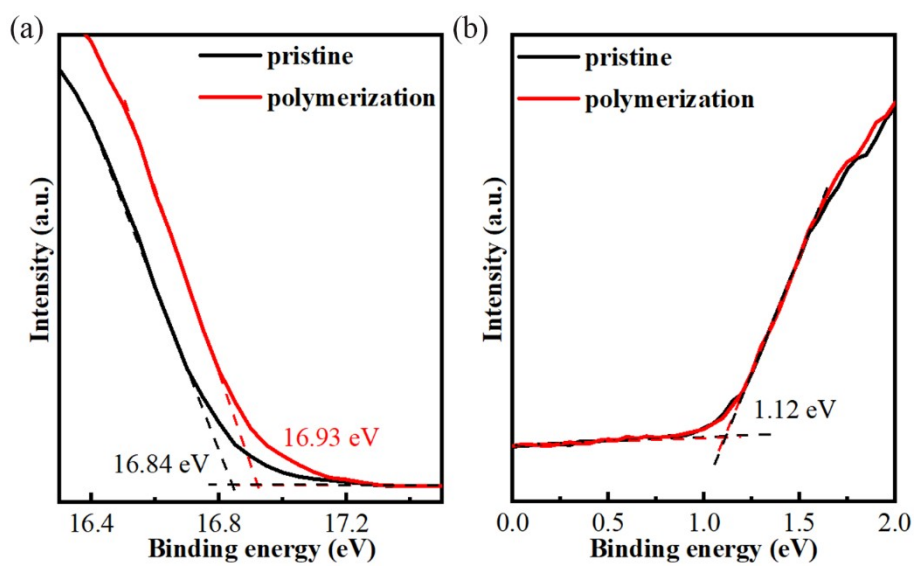 (a)
pristine
polymerization
16.93 eV
16.84 eV
Intensity (a.u.)
16.4 16.8 17.2
Binding energy (eV)
(b)
pristine
polymerization
1.12 eV
Intensity (a.u.)
0.0 0.5 1.0 1.5 2.0
Binding energy (eV)